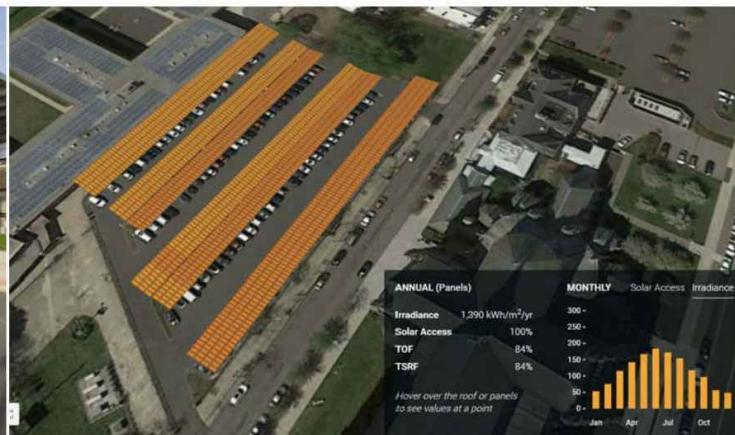 ANNUAL (Panels)
Irradiance 1,390 kWh/m²/yr
Solar Access 100%
TOF 84%
TSRF 84%
Hover over the roof or panels
to see values at a point
MONTHLY Solar Access Irradiance
300
250
200
150
100
50
0
Jan Apr Jul Oct